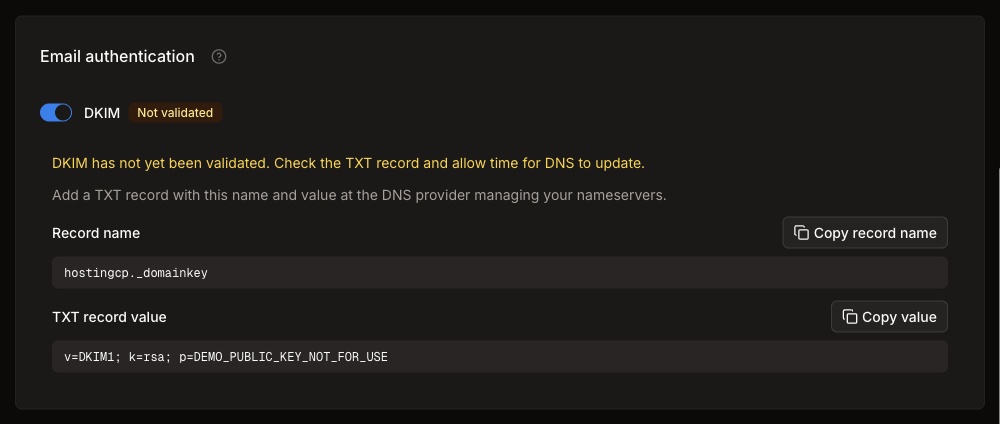 Email authentication
DKIM Not validated
DKIM has not yet been validated. Check the TXT record and allow time for DNS to update.
Add a TXT record with this name and value at the DNS provider managing your nameservers.
Record name Copy record name
hostingcp._domainkey
TXT record value Copy value
v=DKIM1; k=rsa; p=DEMO_PUBLIC_KEY_NOT_FOR_USE